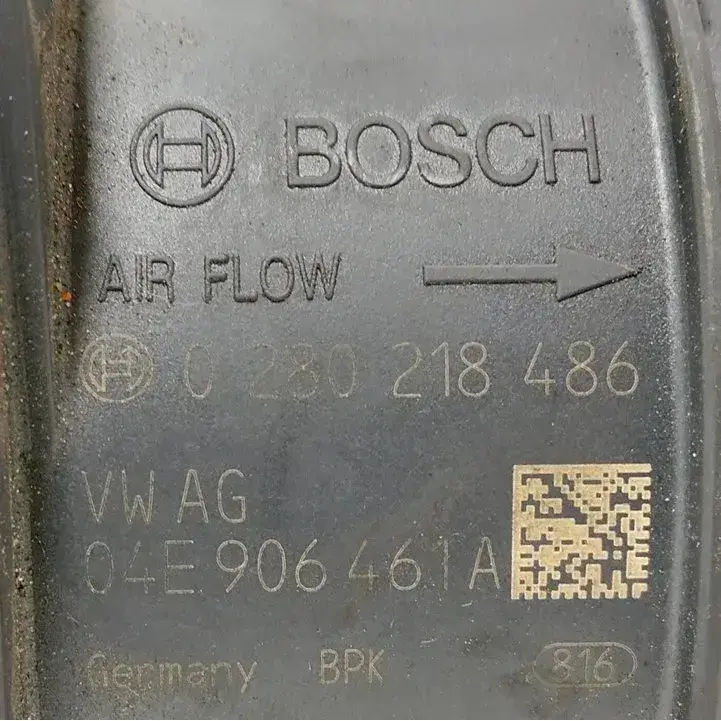 BOSCH
AIR FLOW
0 280 218 486
VW AG
04E 906 461 A
Germany BPK 816